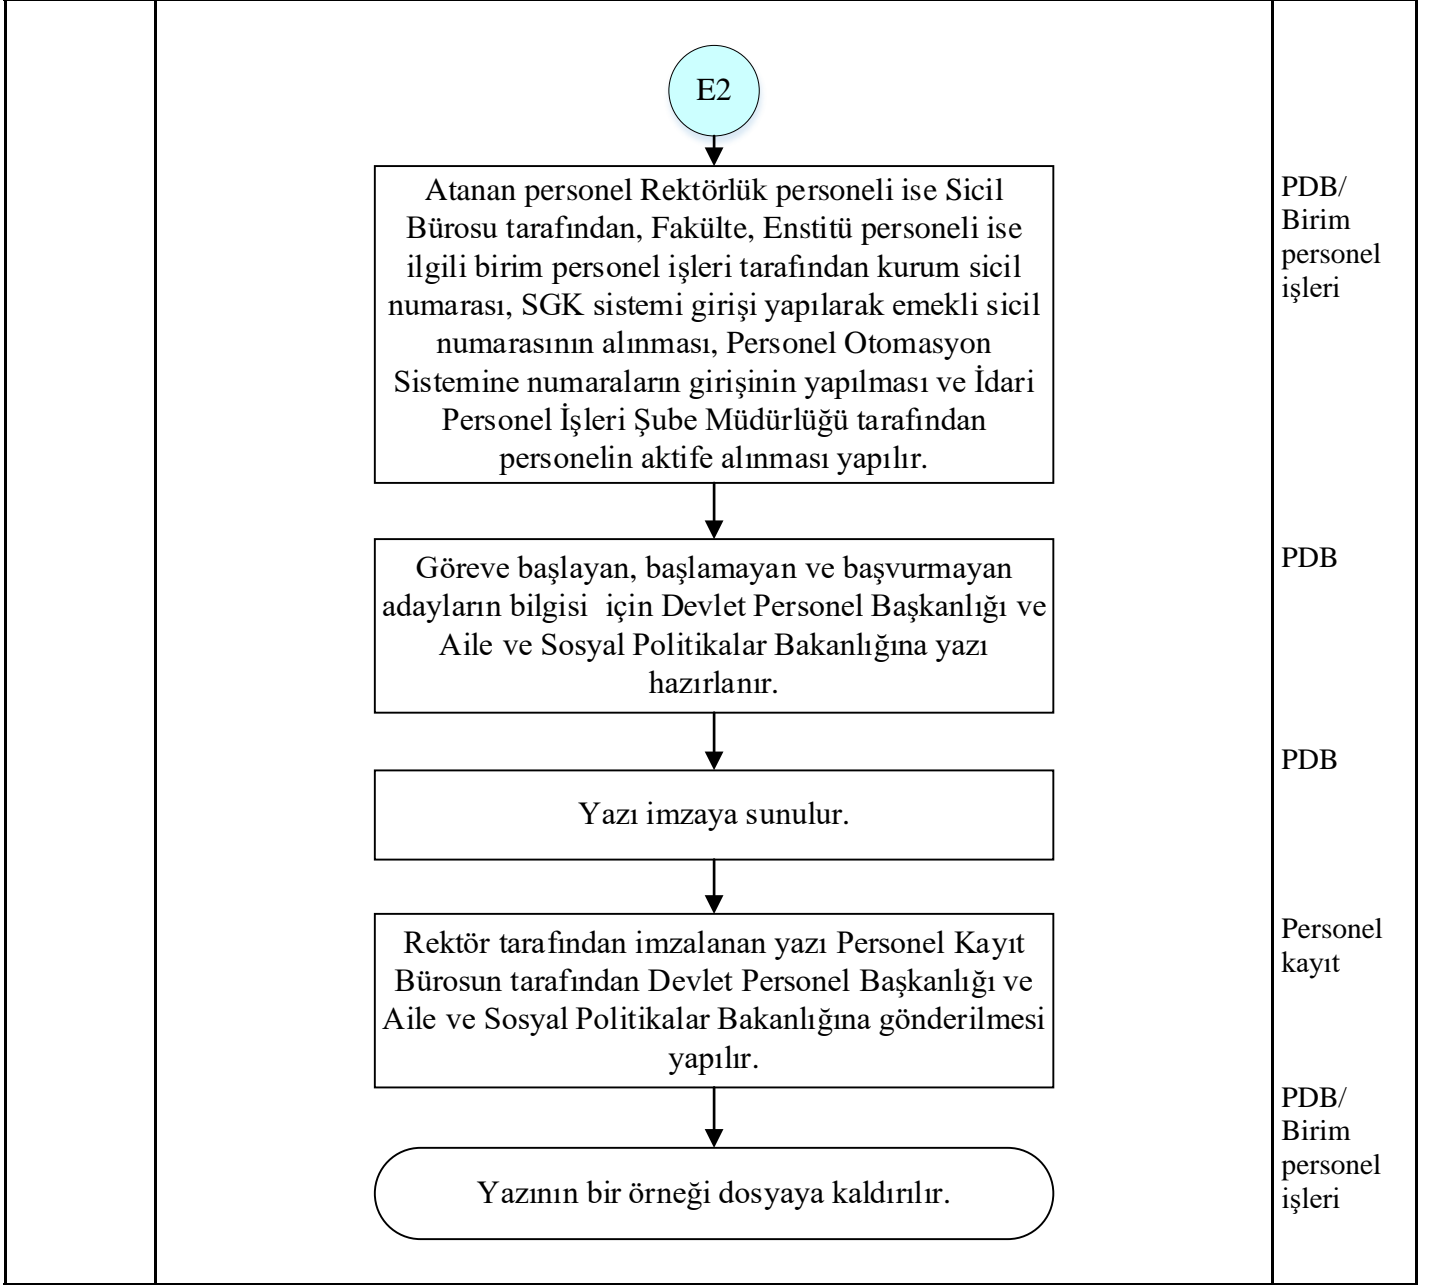 E2
Atanan personel Rektörlük personeli ise Sicil
Bürosu tarafından, Fakülte, Enstitü personeli ise
ilgili birim personel işleri tarafından kurum sicil
numarası, SGK sistemi girişi yapılarak emekli sicil
numarasının alınması, Personel Otomasyon
Sistemine numaraların girişinin yapılması ve İdari
Personel İşleri Şube Müdürlüğü tarafından
personelin aktife alınması yapılır.
PDB/
Birim
personel
işleri
Göreve başlayan, başlamayan ve başvurmayan
adayların bilgisi  için Devlet Personel Başkanlığı ve
Aile ve Sosyal Politikalar Bakanlığına yazı
hazırlanır.
PDB
Yazı imzaya sunulur.
PDB
Rektör tarafından imzalanan yazı Personel Kayıt
Bürosun tarafından Devlet Personel Başkanlığı ve
Aile ve Sosyal Politikalar Bakanlığına gönderilmesi
yapılır.
Personel
kayıt
Yazının bir örneği dosyaya kaldırılır.
PDB/
Birim
personel
işleri